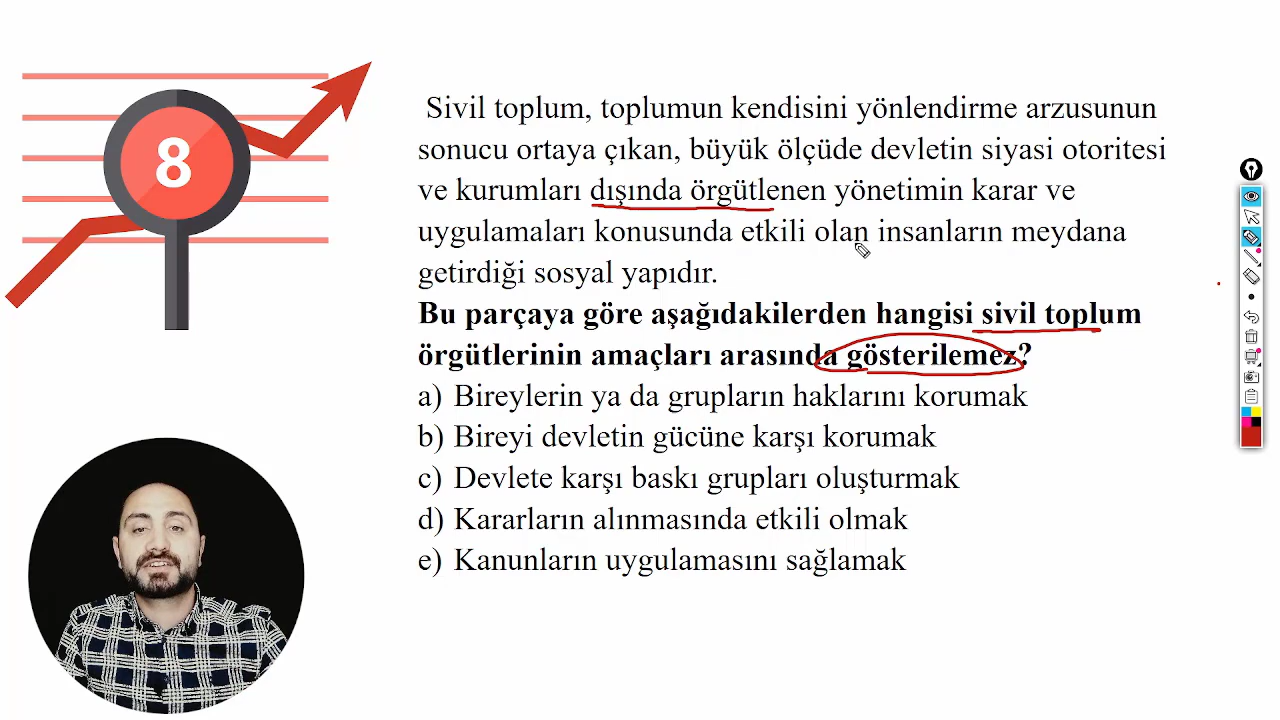 8
Sivil toplum, toplumun kendisini yönlendirme arzusunun
sonucu ortaya çıkan, büyük ölçüde devletin siyasi otoritesi
ve kurumları dışında örgütlenen yönetimin karar ve
uygulamaları konusunda etkili olan insanların meydana
getirdiği sosyal yapıdır.
Bu parçaya göre aşağıdakilerden hangisi sivil toplum
örgütlerinin amaçları arasında gösterilemez?
a) Bireylerin ya da grupların haklarını korumak
b) Bireyi devletin gücüne karşı korumak
c) Devlete karşı baskı grupları oluşturmak
d) Kararların alınmasında etkili olmak
e) Kanunların uygulamasını sağlamak